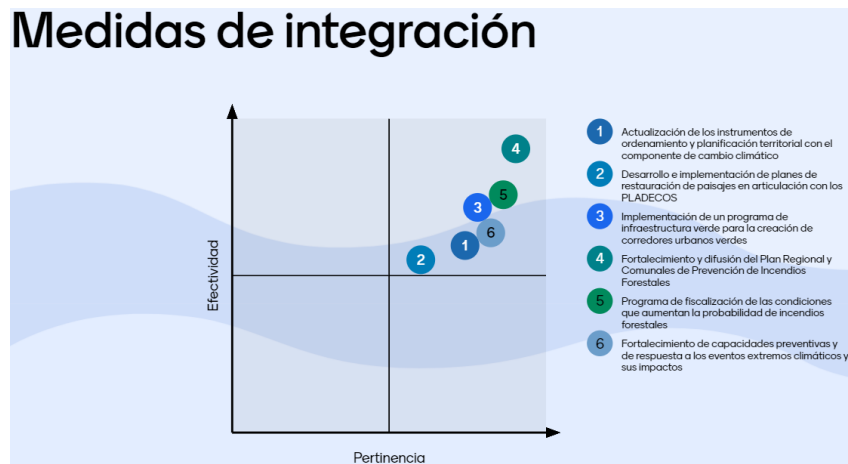 Medidas de integración
Efectividad
Pertinencia
4
5
3
6
1
2
1
Actualización de los instrumentos de
ordenamiento y planificación territorial con el
componente de cambio climático
2
Desarrollo e implementación de planes de
restauración de paisajes en articulación con los
PLADECOS
3
Implementación de un programa de
infraestructura verde para la creación de
corredores urbanos verdes
4
Fortalecimiento y difusión del Plan Regional y
Comunales de Prevención de Incendios
Forestales
5
Programa de fiscalización de las condiciones
que aumentan la probabilidad de incendios
forestales
6
Fortalecimiento de capacidades preventivas y
de respuesta a los eventos extremos climáticos y
sus impactos